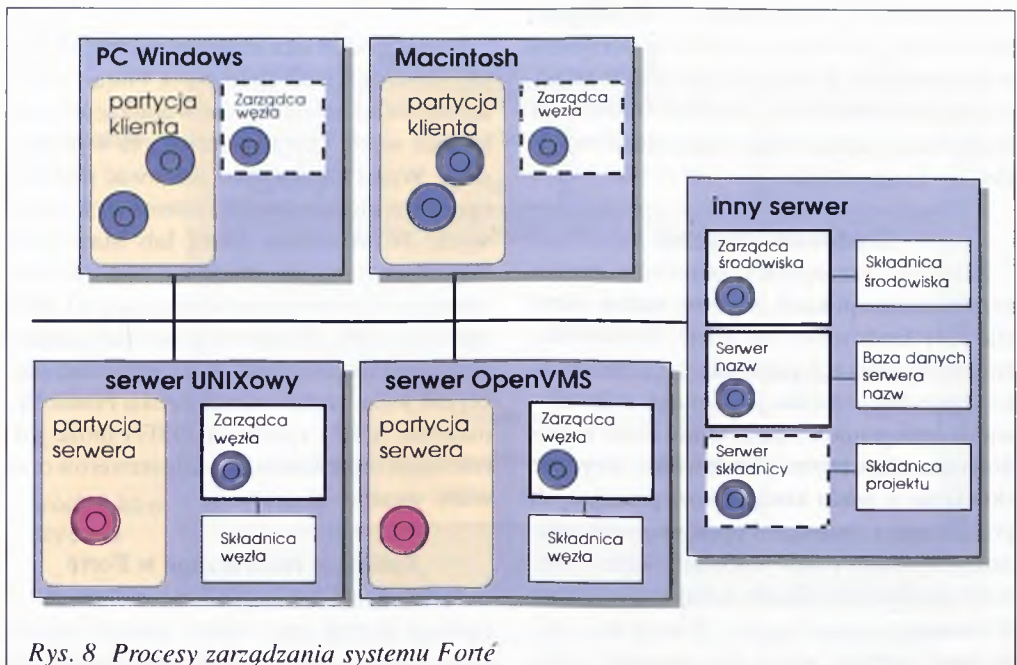 PC Windows
partycja
klienta
Zarządca
węzła
Macintosh
partycja
klienta
Zarządca
węzła
inny serwer
Zarządca
środowiska
Składnica
środowiska
Serwer
nazw
Baza danych
serwera
nazw
Serwer
składnicy
Składnica
projektu
serwer UNIXowy
partycja
serwera
Zarządca
węzła
Składnica
węzła
serwer OpenVMS
partycja
serwera
Zarządca
węzła
Składnica
węzła
Rys. 8 Procesy zarządzania systemu Forté